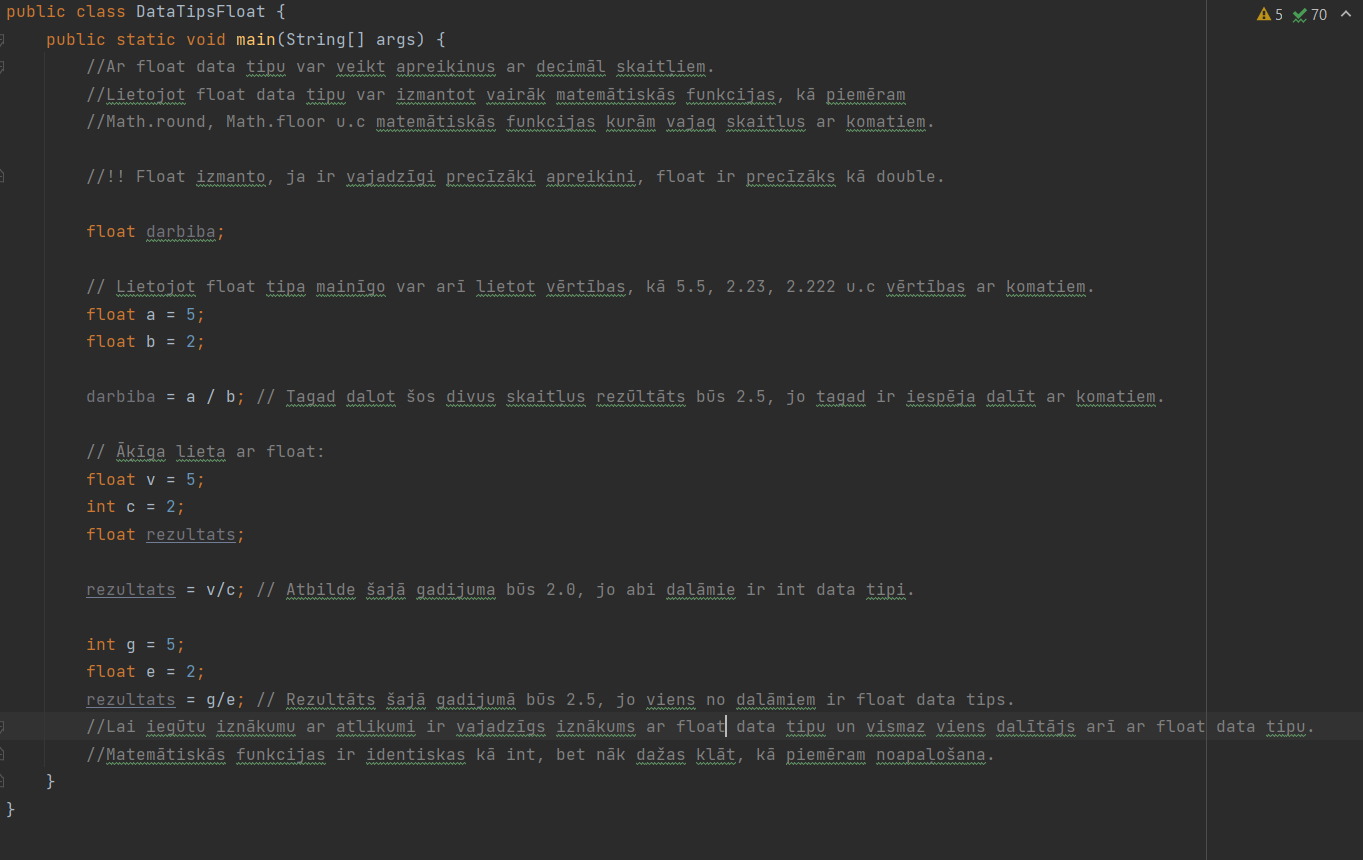 public class DataTipsFloat {
5 70
public static void main(String[] args) {
//Ar float data tipu var veikt apreiķinus ar decimāl skaitļiem.
//Lietojot float data tipu var izmantot vairāk matemātiskās funkcijas, kā piemēram
//Math.round, Math.floor u.c matemātiskās funkcijas kurām vajag skaitļus ar komatiem.
//!! Float izmanto, ja ir vajadzīgi precīzāki apreiķini, float ir precīzāks kā double.
float darbiba;
// Lietojot float tipa mainīgo var arī lietot vērtības, kā 5.5, 2.23, 2.222 u.c vērtības ar komatiem.
float a = 5;
float b = 2;
darbiba = a / b; // Tagad dalot šos divus skaitļus rezūltāts būs 2.5, jo tagad ir iespēja dalīt ar komatiem.
// Āķīga lieta ar float:
float v = 5;
int c = 2;
float rezultats;
rezultats = v/c; // Atbilde šajā gadijuma būs 2.0, jo abi dalāmie ir int data tipi.
int g = 5;
float e = 2;
rezultats = g/e; // Rezultāts šajā gadijumā būs 2.5, jo viens no dalāmiem ir float data tips.
//Lai iegūtu iznākumu ar atlikumi ir vajadzīgs iznākums ar float data tipu un vismaz viens dalītājs arī ar float data tipu.
//Matemātiskās funkcijas ir identiskas kā int, bet nāk dažas klāt, kā piemēram noapaļošana.
}
}